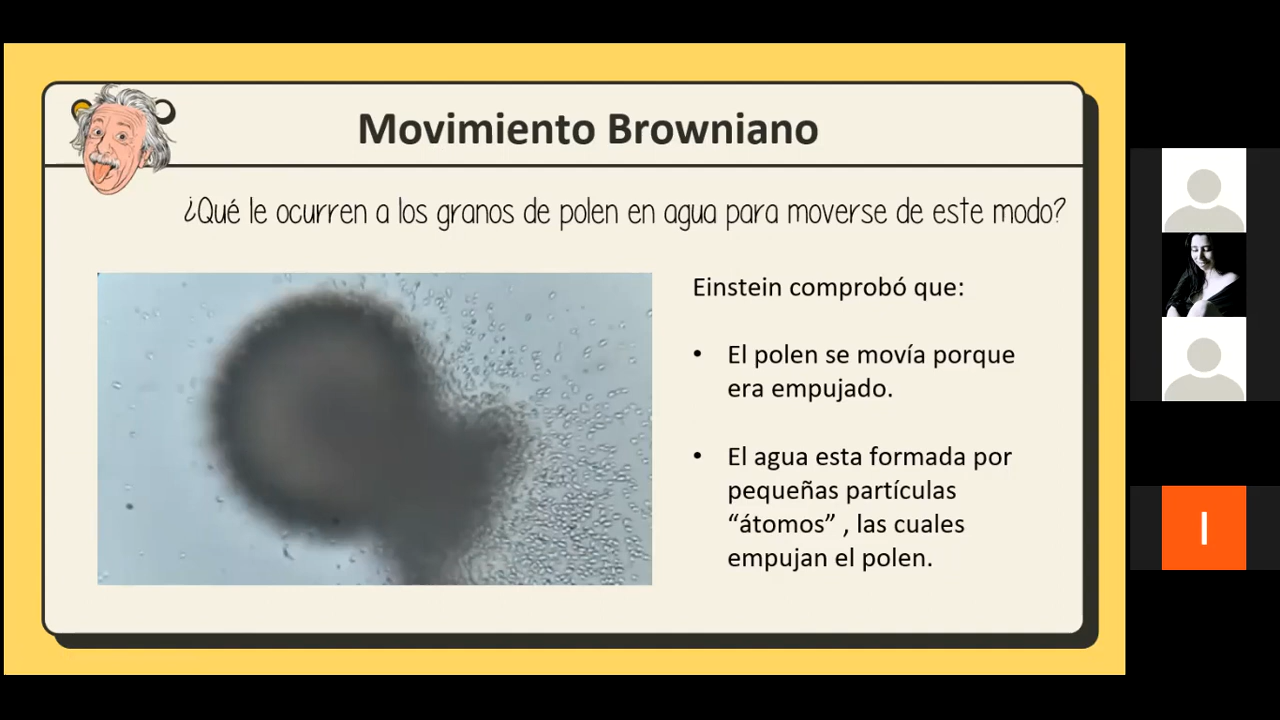 Movimiento Browniano
¿Qué le ocurren a los granos de polen en agua para moverse de este modo?
Einstein comprobó que:
• El polen se movía porque
era empujado.
• El agua esta formada por
pequeñas partículas
“átomos” , las cuales
empujan el polen.
I